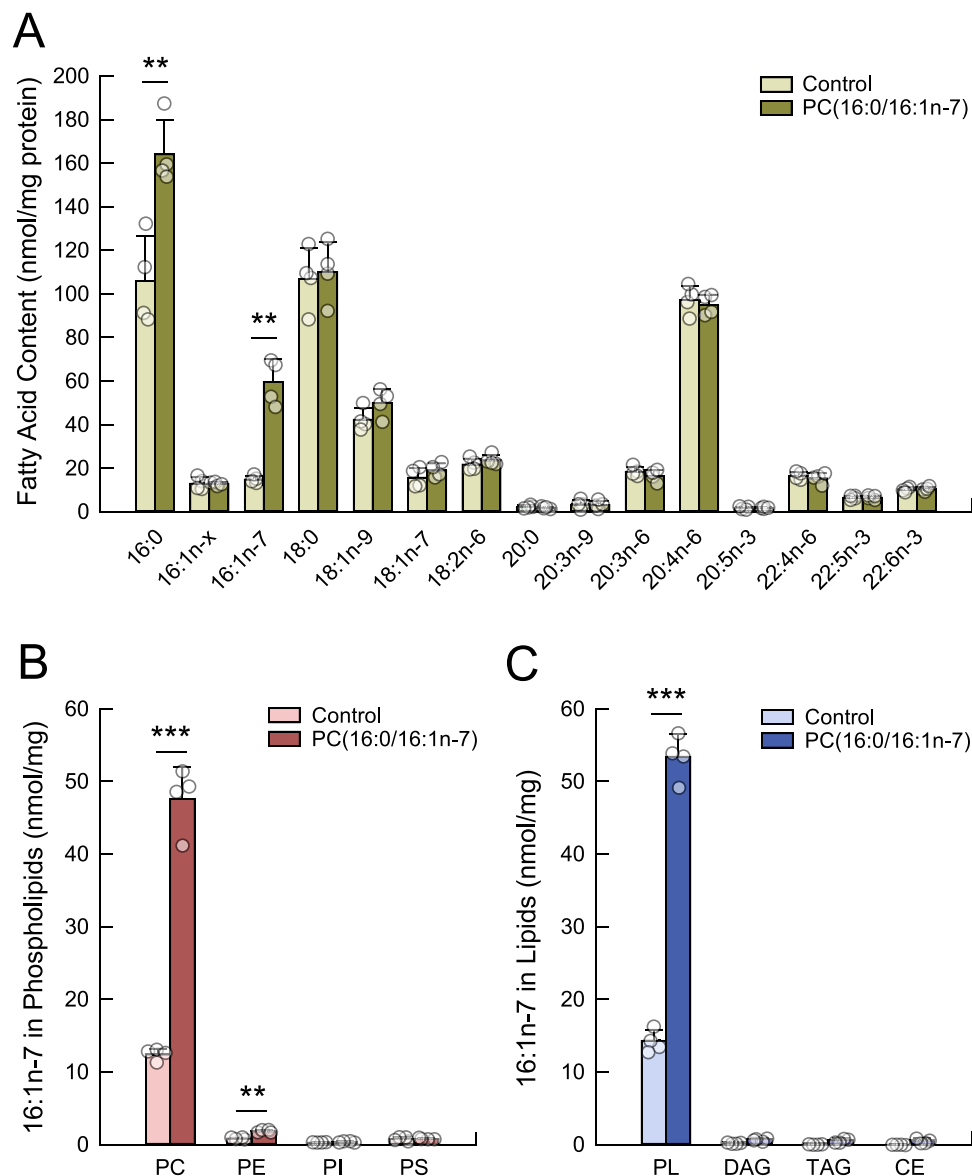 A
Fatty Acid Content (nmol/mg protein)
200
180
160
140
120
100
80
60
40
20
0
**
**
Control
PC(16:0/16:1n-7)
16:0
16:1n-x
16:1n-7
18:0
18:1n-9
18:1n-7
18:2n-6
20:0
20:3n-9
20:3n-6
20:4n-6
20:5n-3
22:4n-6
22:5n-3
22:6n-3
B
16:1n-7 in Phospholipids (nmol/mg)
60
50
40
30
20
10
0
***
**
Control
PC(16:0/16:1n-7)
PC PE PI PS
C
16:1n-7 in Lipids (nmol/mg)
60
50
40
30
20
10
0
***
Control
PC(16:0/16:1n-7)
PL DAG TAG CE